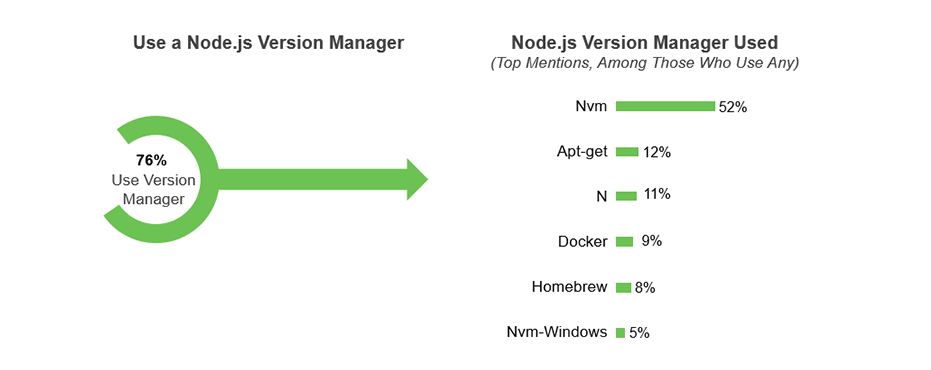 Use a Node.js Version Manager
76%
Use Version
Manager
Node.js Version Manager Used
(Top Mentions, Among Those Who Use Any)
Nvm 52%
Apt-get 12%
N 11%
Docker 9%
Homebrew 8%
Nvm-Windows 5%